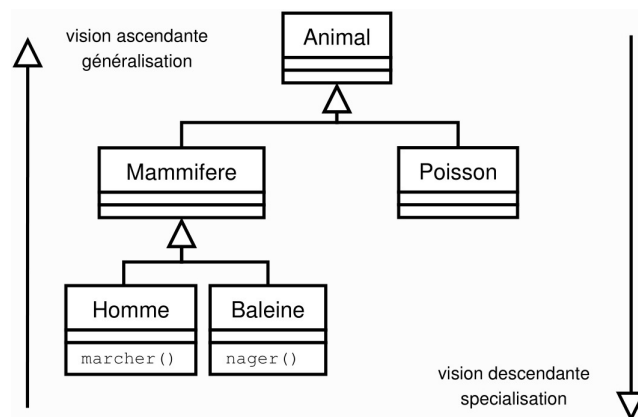 vision ascendante
généralisation
Animal
Mammifere
Poisson
Homme
Baleine
marcher()
nager()
vision descendante
specialisation